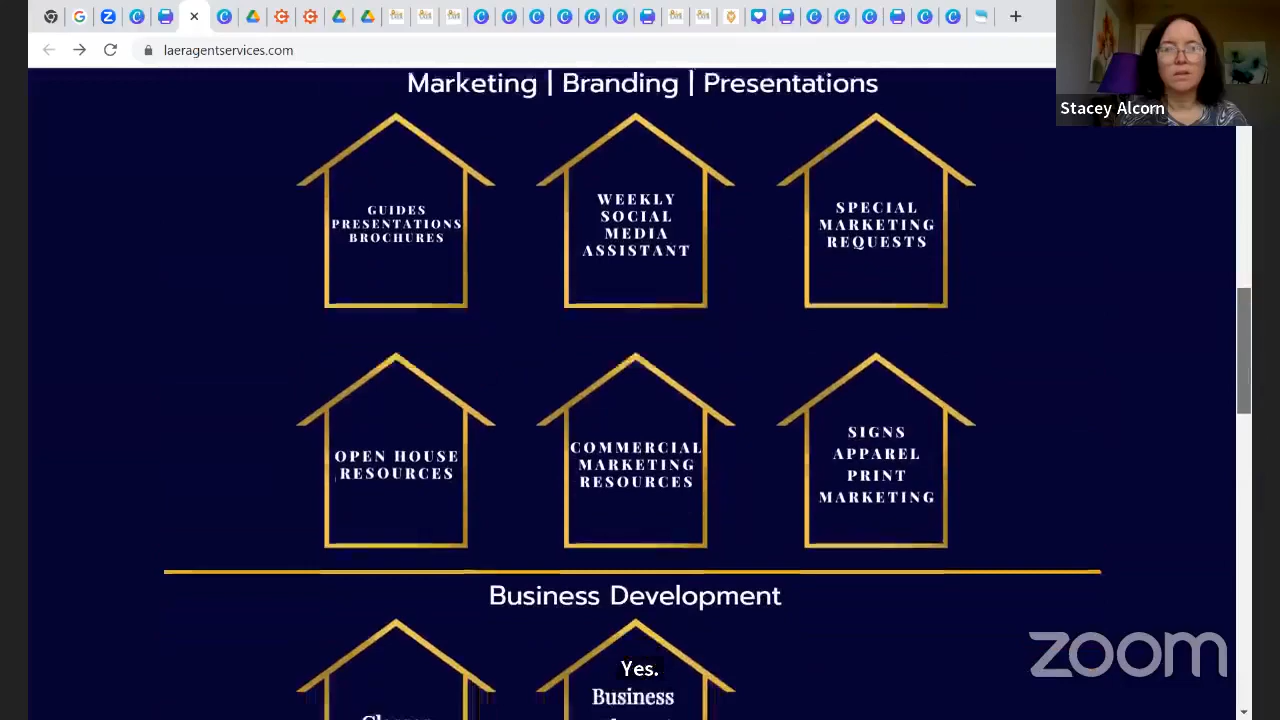 laeragentservices.com
Stacey Alcorn
Marketing | Branding | Presentations
GUIDES
PRESENTATIONS
BROCHURES
WEEKLY
SOCIAL
MEDIA
ASSISTANT
SPECIAL
MARKETING
REQUESTS
OPEN HOUSE
RESOURCES
COMMERCIAL
MARKETING
RESOURCES
SIGNS
APPAREL
PRINT
MARKETING
Business Development
Yes.
Business
zoom